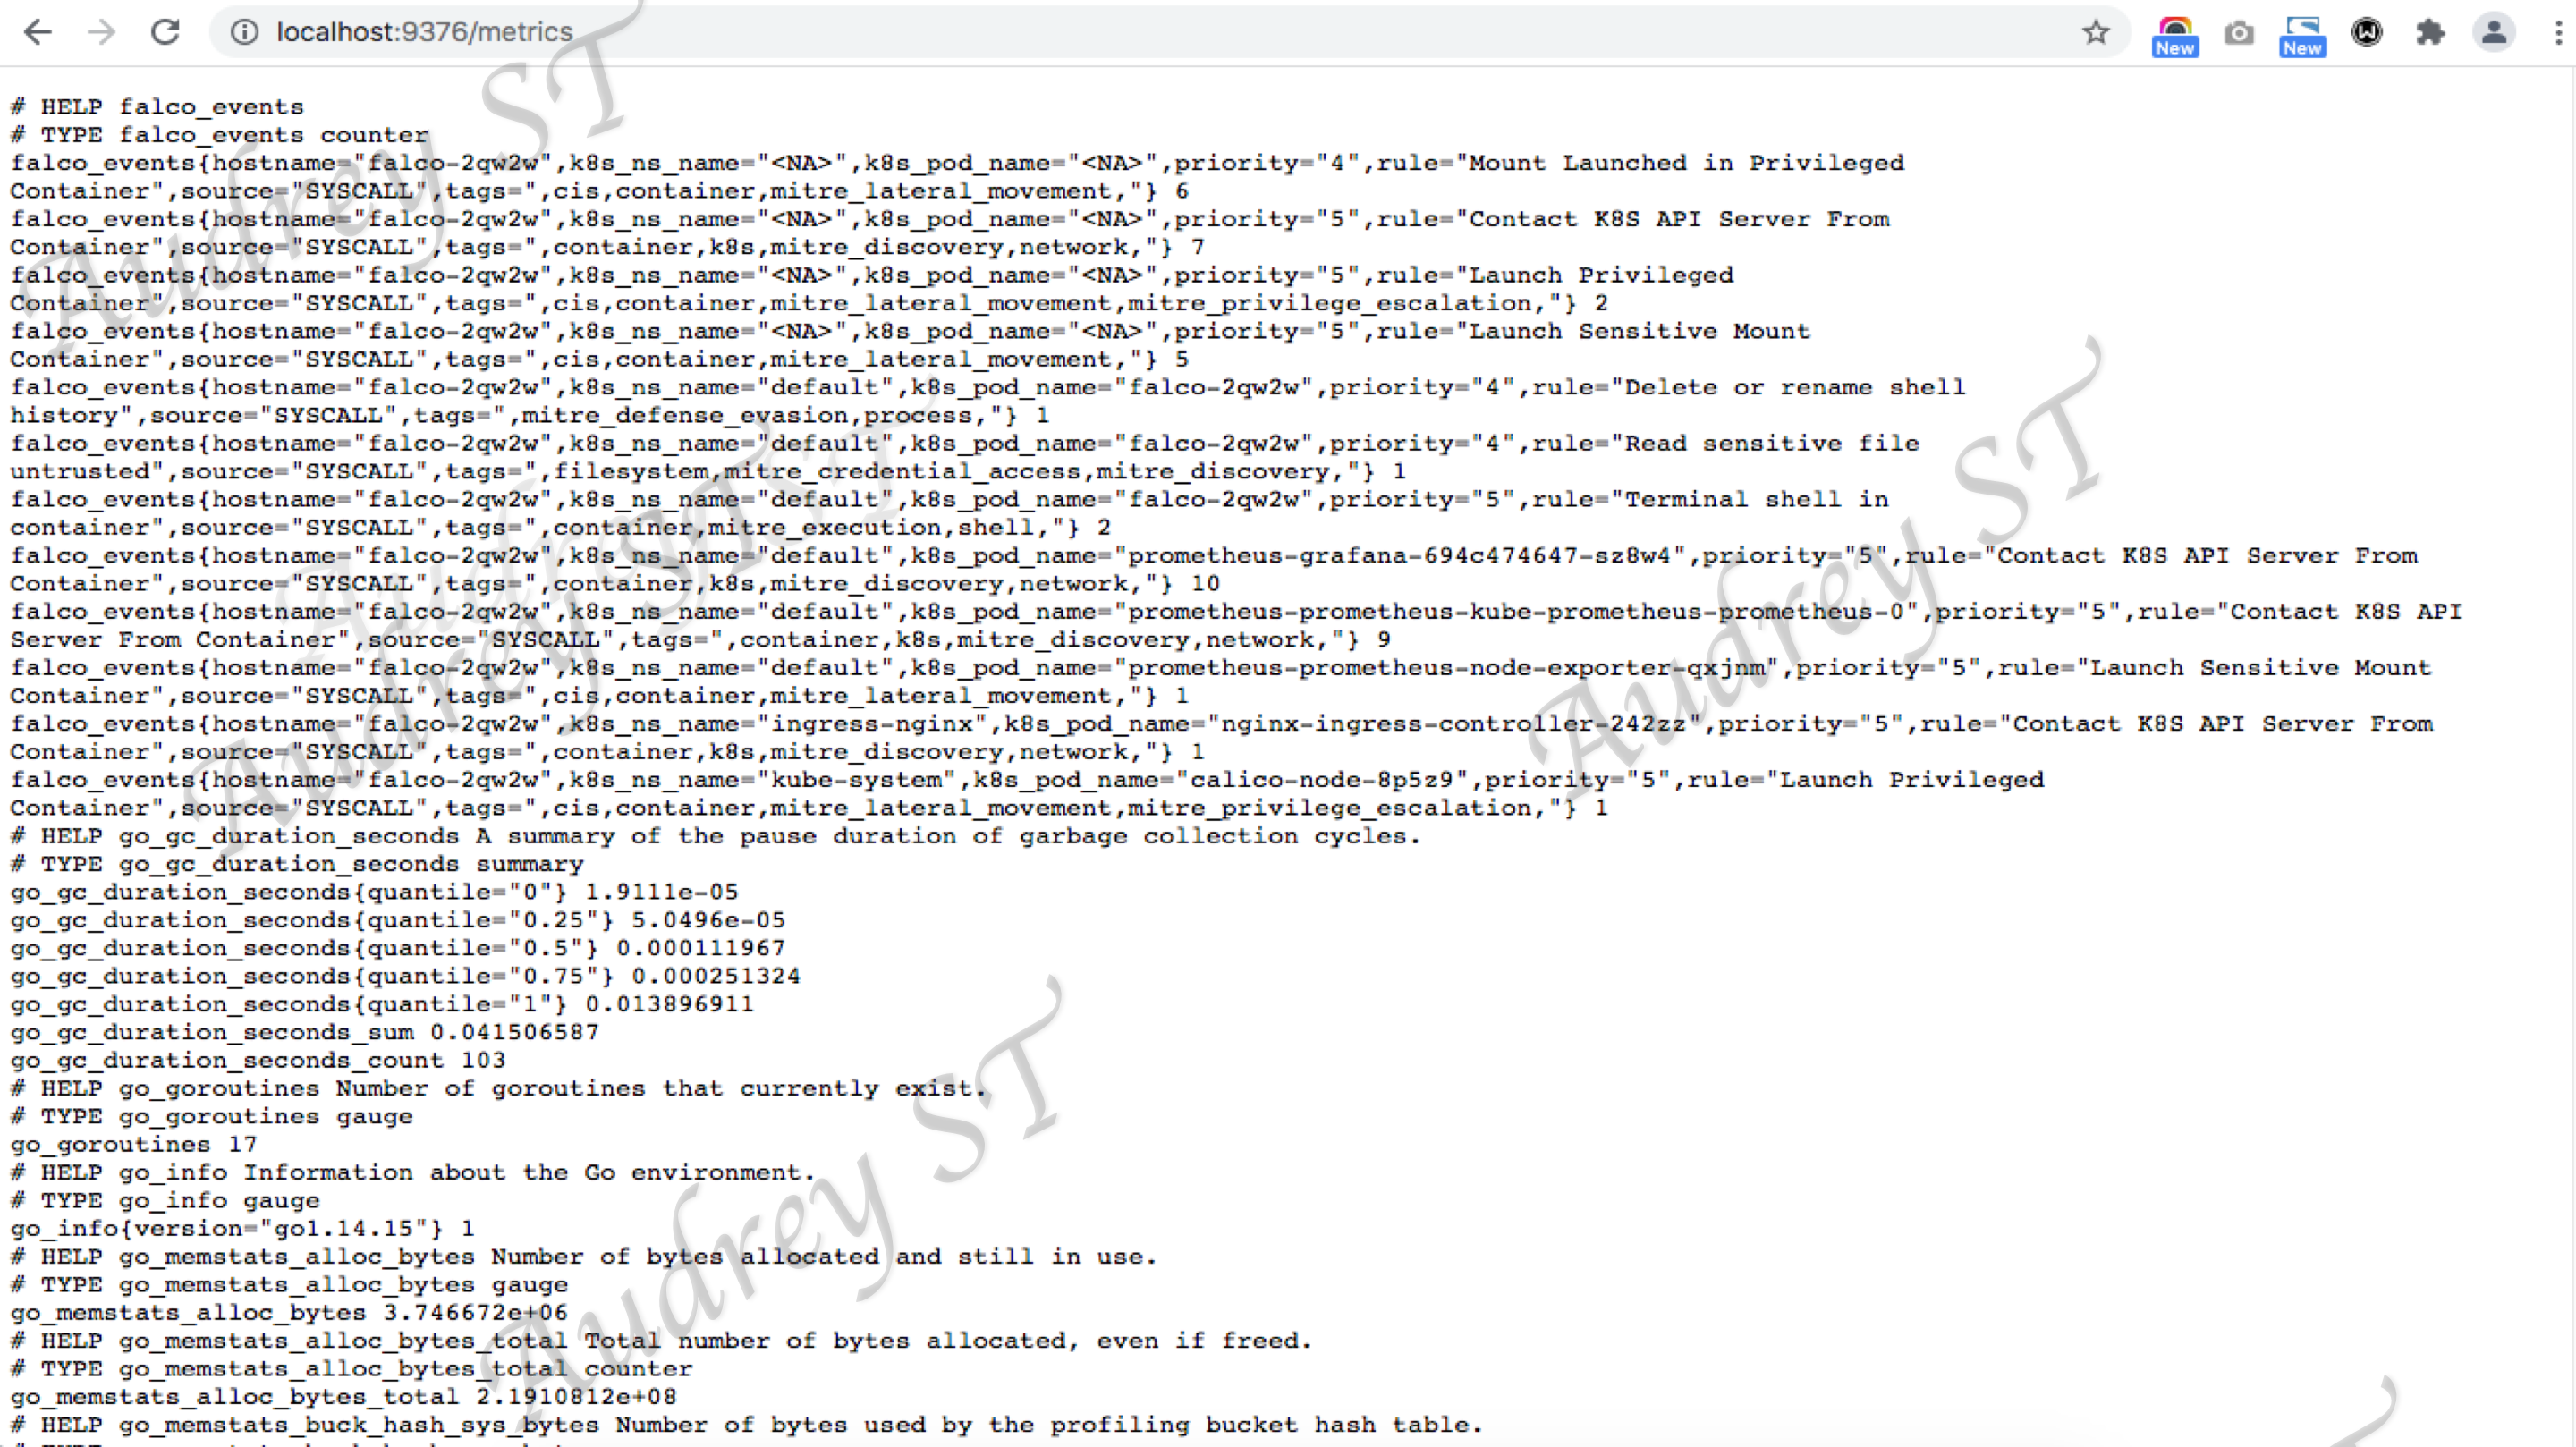 localhost:9376/metrics
New
New
# HELP falco_events
# TYPE falco_events counter
falco_events{hostname="falco-2qw2w",k8s_ns_name="<NA>",k8s_pod_name="<NA>",priority="4",rule="Mount Launched in Privileged
Container",source="SYSCALL",tags=",cis,container,mitre_lateral_movement,"} 6
falco_events{hostname="falco-2qw2w",k8s_ns_name="<NA>",k8s_pod_name="<NA>",priority="5",rule="Contact K8S API Server From
Container",source="SYSCALL",tags=",container,k8s,mitre_discovery,network,"} 7
falco_events{hostname="falco-2qw2w",k8s_ns_name="<NA>",k8s_pod_name="<NA>",priority="5",rule="Launch Privileged
Container",source="SYSCALL",tags=",cis,container,mitre_lateral_movement,mitre_privilege_escalation,"} 2
falco_events{hostname="falco-2qw2w",k8s_ns_name="<NA>",k8s_pod_name="<NA>",priority="5",rule="Launch Sensitive Mount
Container",source="SYSCALL",tags=",cis,container,mitre_lateral_movement,"} 5
falco_events{hostname="falco-2qw2w",k8s_ns_name="default",k8s_pod_name="falco-2qw2w",priority="4",rule="Delete or rename shell
history",source="SYSCALL",tags=",mitre_defense_evasion,process,"} 1
falco_events{hostname="falco-2qw2w",k8s_ns_name="default",k8s_pod_name="falco-2qw2w",priority="4",rule="Read sensitive file
untrusted",source="SYSCALL",tags=",filesystem,mitre_credential_access,mitre_discovery,"} 1
falco_events{hostname="falco-2qw2w",k8s_ns_name="default",k8s_pod_name="falco-2qw2w",priority="5",rule="Terminal shell in
container",source="SYSCALL",tags=",container,mitre_execution,shell,"} 2
falco_events{hostname="falco-2qw2w",k8s_ns_name="default",k8s_pod_name="prometheus-grafana-694c474647-sz8w4",priority="5",rule="Contact K8S API Server From
Container",source="SYSCALL",tags=",container,k8s,mitre_discovery,network,"} 10
falco_events{hostname="falco-2qw2w",k8s_ns_name="default",k8s_pod_name="prometheus-prometheus-kube-prometheus-prometheus-0",priority="5",rule="Contact K8S API
Server From Container",source="SYSCALL",tags=",container,k8s,mitre_discovery,network,"} 9
falco_events{hostname="falco-2qw2w",k8s_ns_name="default",k8s_pod_name="prometheus-prometheus-node-exporter-qxjnm",priority="5",rule="Launch Sensitive Mount
Container",source="SYSCALL",tags=",cis,container,mitre_lateral_movement,"} 1
falco_events{hostname="falco-2qw2w",k8s_ns_name="ingress-nginx",k8s_pod_name="nginx-ingress-controller-242zz",priority="5",rule="Contact K8S API Server From
Container",source="SYSCALL",tags=",container,k8s,mitre_discovery,network,"} 1
falco_events{hostname="falco-2qw2w",k8s_ns_name="kube-system",k8s_pod_name="calico-node-8p5z9",priority="5",rule="Launch Privileged
Container",source="SYSCALL",tags=",cis,container,mitre_lateral_movement,mitre_privilege_escalation,"} 1
# HELP go_gc_duration_seconds A summary of the pause duration of garbage collection cycles.
# TYPE go_gc_duration_seconds summary
go_gc_duration_seconds{quantile="0"} 1.9111e-05
go_gc_duration_seconds{quantile="0.25"} 5.0496e-05
go_gc_duration_seconds{quantile="0.5"} 0.000111967
go_gc_duration_seconds{quantile="0.75"} 0.000251324
go_gc_duration_seconds{quantile="1"} 0.013896911
go_gc_duration_seconds_sum 0.041506587
go_gc_duration_seconds_count 103
# HELP go_goroutines Number of goroutines that currently exist.
# TYPE go_goroutines gauge
go_goroutines 17
# HELP go_info Information about the Go environment.
# TYPE go_info gauge
go_info{version="go1.14.15"} 1
# HELP go_memstats_alloc_bytes Number of bytes allocated and still in use.
# TYPE go_memstats_alloc_bytes gauge
go_memstats_alloc_bytes 3.746672e+06
# HELP go_memstats_alloc_bytes_total Total number of bytes allocated, even if freed.
# TYPE go_memstats_alloc_bytes_total counter
go_memstats_alloc_bytes_total 2.1910812e+08
# HELP go_memstats_buck_hash_sys_bytes Number of bytes used by the profiling bucket hash table.
Audrey ST
Audrey ST
Audrey ST
Audrey ST
Audrey ST